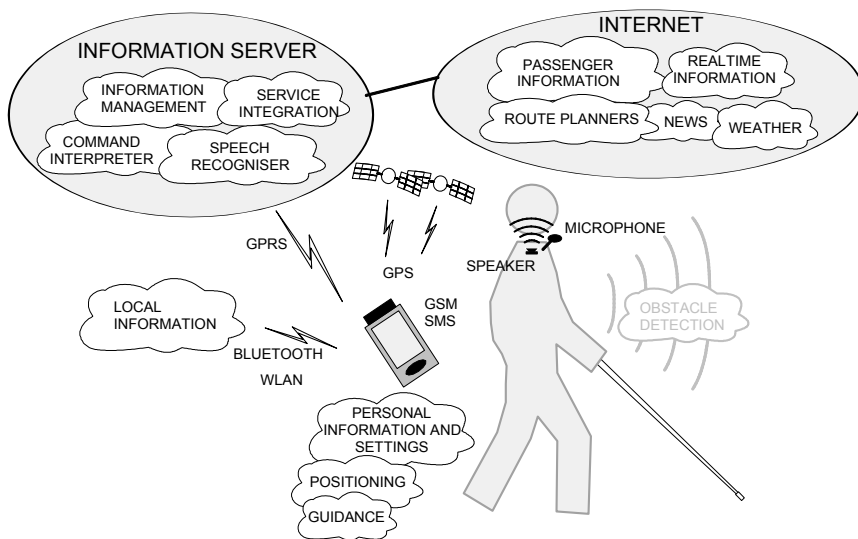 INFORMATION SERVER
INFORMATION
MANAGEMENT
SERVICE
INTEGRATION
COMMAND
INTERPRETER
SPEECH
RECOGNISER
INTERNET
PASSENGER
INFORMATION
REALTIME
INFORMATION
ROUTE PLANNERS
NEWS
WEATHER
GPRS
GPS
MICROPHONE
SPEAKER
LOCAL
INFORMATION
GSM
SMS
OBSTACLE
DETECTION
BLUETOOTH
WLAN
PERSONAL
INFORMATION AND
SETTINGS
POSITIONING
GUIDANCE